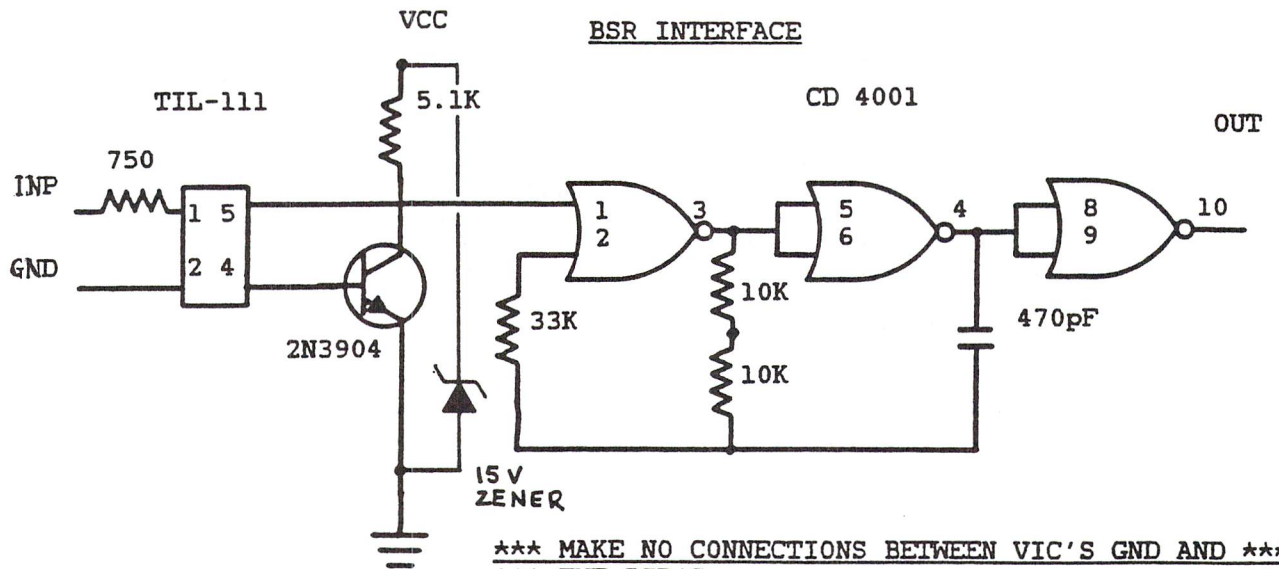 VCC
BSR INTERFACE
TIL-111
5.1K
CD 4001
OUT
750
INP
1 5
2 4
GND
1
2
3
5
6
4
8
9
10
33K
10K
10K
470pF
2N3904
15 V
ZENER
*** MAKE NO CONNECTIONS BETWEEN VIC'S GND AND ***